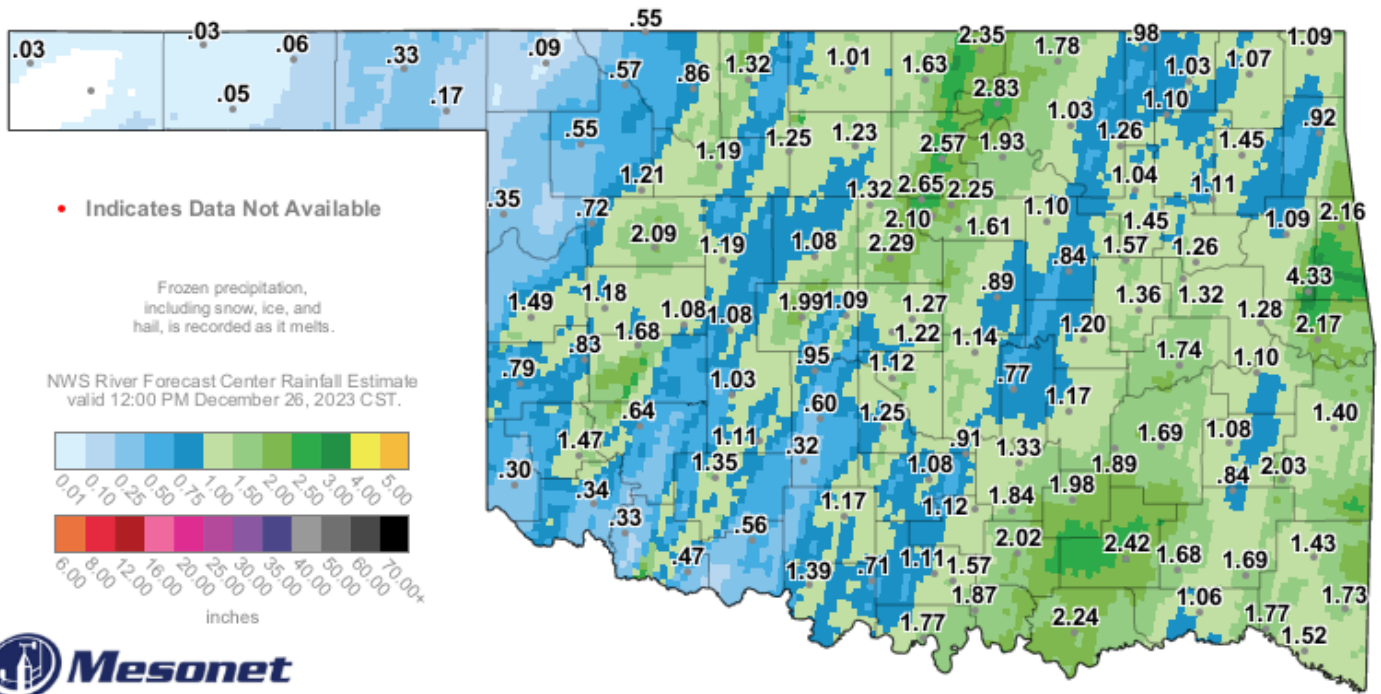 .55
.03 .03 .06 .33 .09 .57 .86 1.32 1.01 1.63 2.35 1.78 .98 1.03 1.07 1.09
.05 .17 2.83 1.03 1.10 .92
.55 1.19 1.25 1.23 2.57 1.93 1.26 1.45
.35 1.21 .72 1.32 2.65 2.25 1.10 1.04 1.11 2.16
2.09 1.19 1.08 2.10 2.29 1.61 .84 1.45 1.57 1.26 1.09
1.49 1.18 1.08 1.08 1.99 1.09 1.27 .89 1.36 1.32 1.28 4.33
.83 1.68 .95 1.22 1.14 1.20 1.74 2.17
.79 1.03 1.12 .77 1.17 1.10
.64 .60 1.25 1.40
1.47 1.11 .32 .91 1.33 1.69 1.08
.30 .34 1.35 1.08 1.89 1.98 .84 2.03
.33 .56 1.17 1.12 1.84
.47 1.39 .71 1.11 1.57 2.02 2.42 1.68 1.69 1.43
1.77 1.87 2.24 1.06 1.77 1.52 1.73
Indicates Data Not Available
Frozen precipitation,
including snow, ice, and
hail, is recorded as it melts.
NWS River Forecast Center Rainfall Estimate
valid 12:00 PM December 26, 2023 CST.
0.01 0.10 0.25 0.50 0.75 1.00 1.50 2.00 2.50 3.00 4.00 5.00
6.00 8.00 12.00 16.00 20.00 25.00 30.00 35.00 40.00 50.00 60.00 70.00+
inches
Mesonet